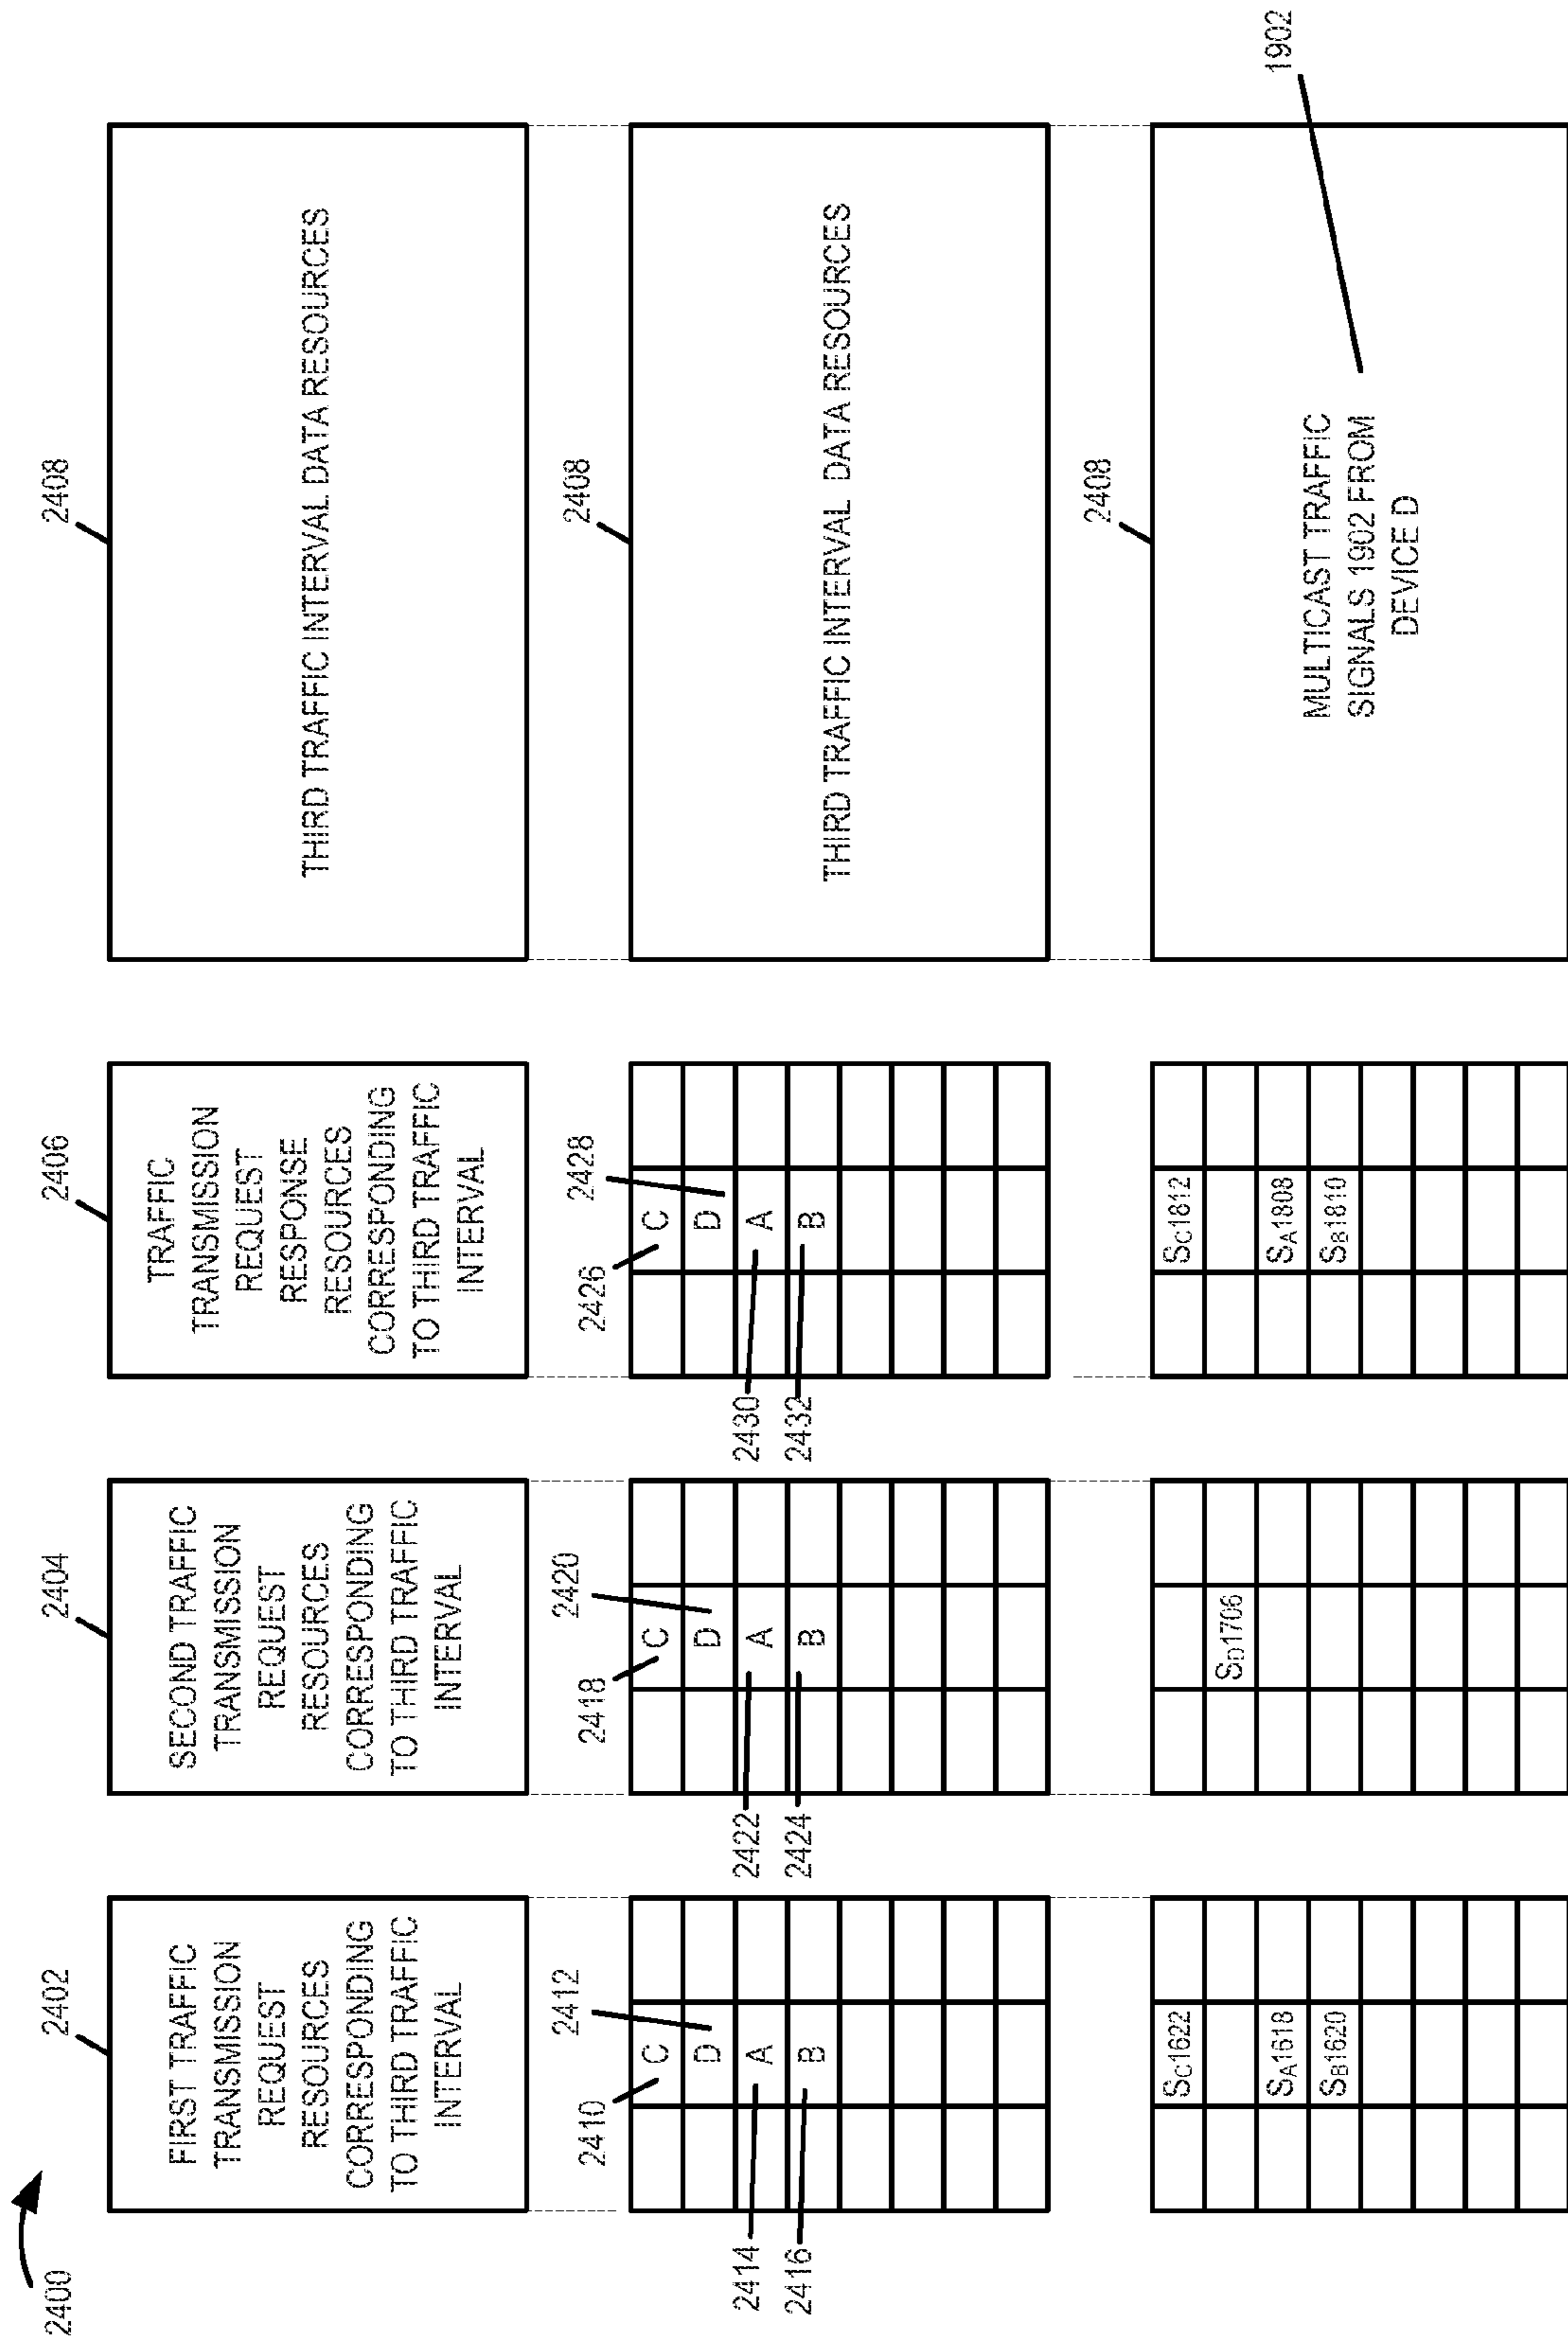 2400
2402
FIRST TRAFFIC
TRANSMISSION
REQUEST
RESOURCES
CORRESPONDING
TO THIRD TRAFFIC
INTERVAL
2404
SECOND TRAFFIC
TRANSMISSION
REQUEST
RESOURCES
CORRESPONDING
TO THIRD TRAFFIC
INTERVAL
2406
TRAFFIC
TRANSMISSION
REQUEST
RESPONSE
RESOURCES
CORRESPONDING
TO THIRD TRAFFIC
INTERVAL
2408
THIRD TRAFFIC INTERVAL DATA RESOURCES
2410
2412
2414
2416
C
D
A
B
2418
2420
2422
2424
C
D
A
B
2426
2428
2430
2432
C
D
A
B
2408
THIRD TRAFFIC INTERVAL DATA RESOURCES
SC1622
SA1618
SB1620
SD1706
SC1812
SA1808
SB1810
2408
MULTICAST TRAFFIC
SIGNALS 1902 FROM
DEVICE D
1902